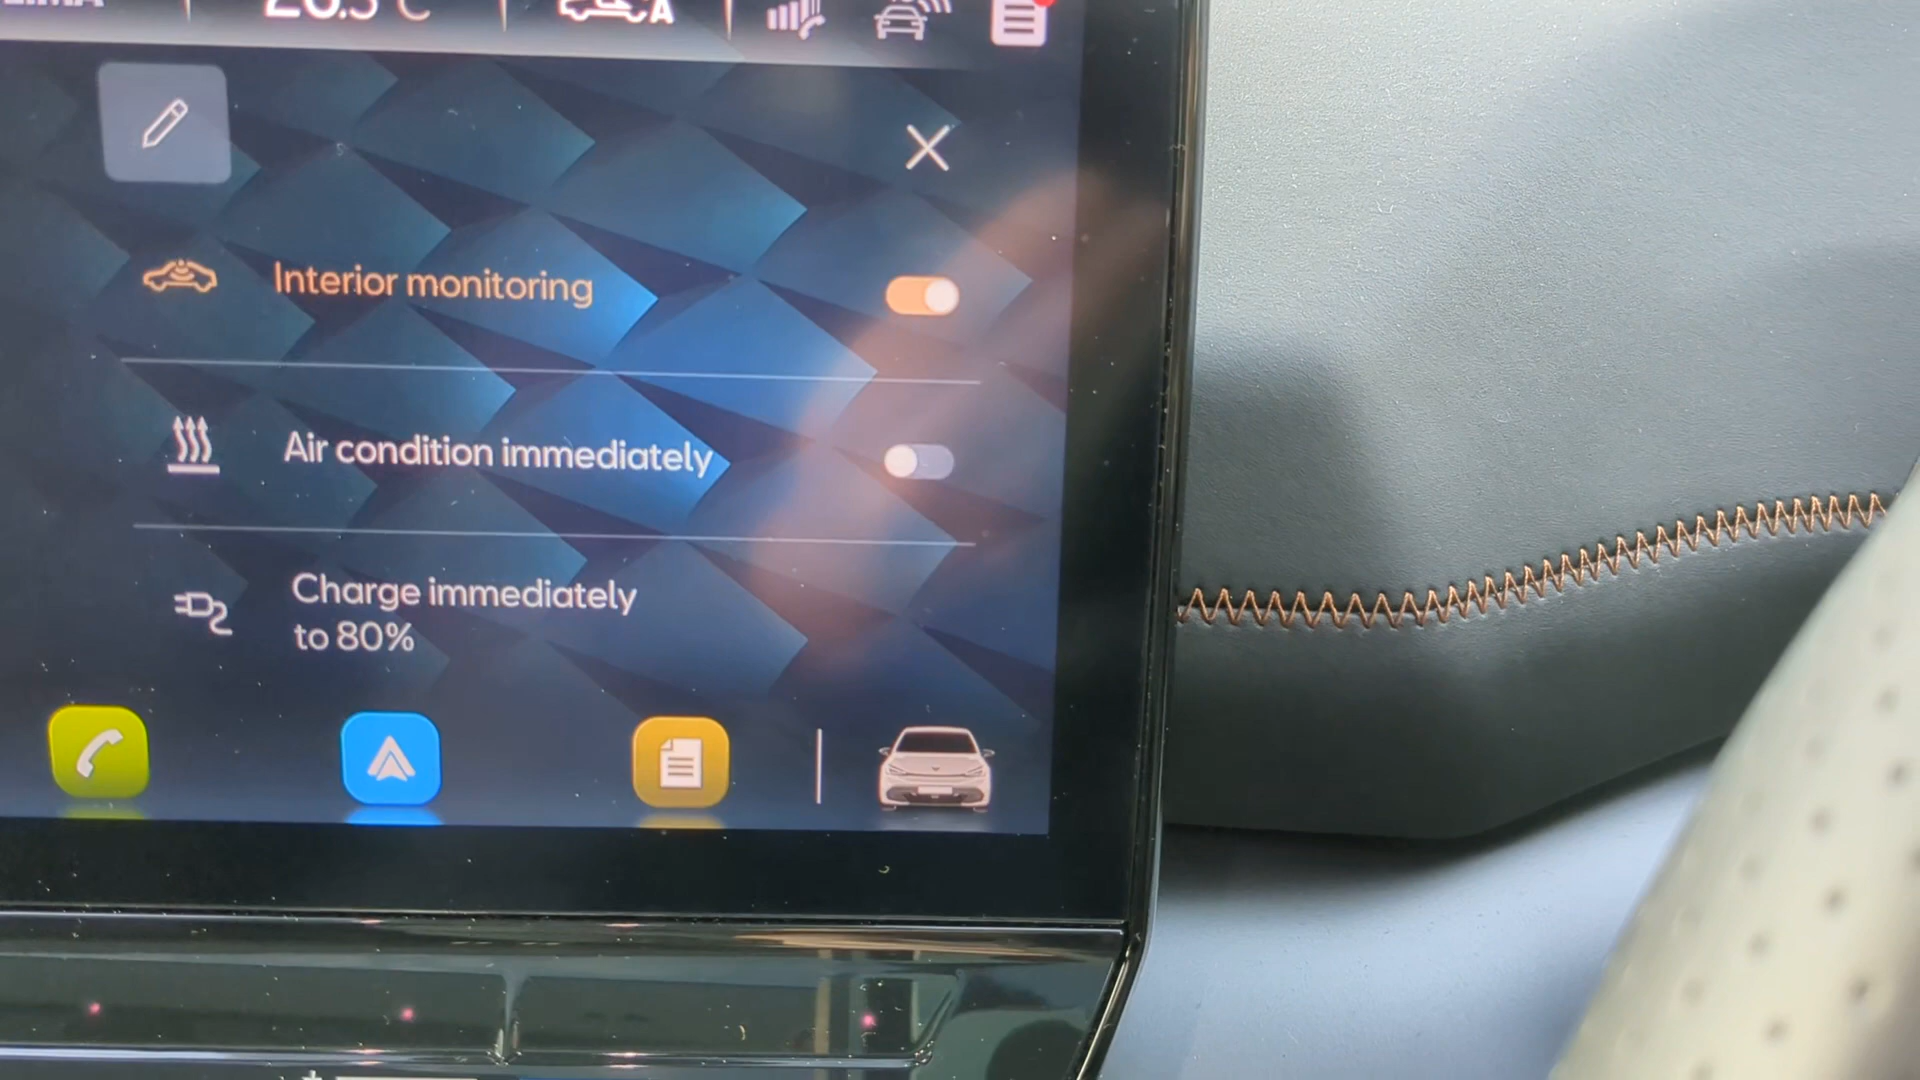 A
Interior monitoring
Air condition immediately
Charge immediately
to 80%